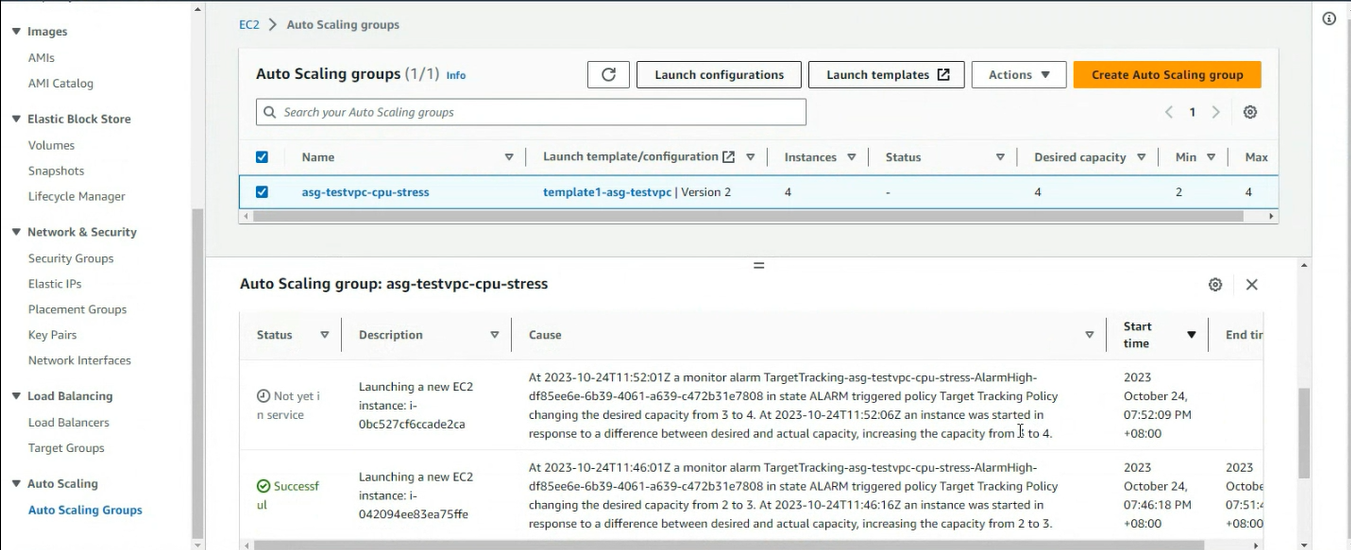 Images
AMIs
AMI Catalog
Elastic Block Store
Volumes
Snapshots
Lifecycle Manager
Network & Security
Security Groups
Elastic IPs
Placement Groups
Key Pairs
Network Interfaces
Load Balancing
Load Balancers
Target Groups
Auto Scaling
Auto Scaling Groups
EC2 > Auto Scaling groups
Auto Scaling groups (1/1) Info
Launch configurations
Launch templates
Actions
Create Auto Scaling group
Search your Auto Scaling groups
1
Name Launch template/configuration Instances Status Desired capacity Min Max
asg-testvpc-cpu-stress template1-asg-testvpc | Version 2 4 - 4 2 4
Auto Scaling group: asg-testvpc-cpu-stress
Status
Description
Cause
Start
time
End
Not yet i
n service
Launching a new EC2
instance: i-
0bc527cf6ccade2ca
At 2023-10-24T11:52:01Z a monitor alarm TargetTracking-asg-testvpc-cpu-stress-AlarmHigh-
df85ee6e-6b39-4061-a639-c472b31e7808 in state ALARM triggered policy Target Tracking Policy
changing the desired capacity from 3 to 4. At 2023-10-24T11:52:06Z an instance was started in
response to a difference between desired and actual capacity, increasing the capacity from to 4.
2023
October 24,
07:52:09 PM
+08:00
Successf
ul
Launching a new EC2
instance: i-
042094ee83ea75ffe
At 2023-10-24T11:46:01Z a monitor alarm TargetTracking-asg-testvpc-cpu-stress-AlarmHigh-
df85ee6e-6b39-4061-a639-c472b31e7808 in state ALARM triggered policy Target Tracking Policy
changing the desired capacity from 2 to 3. At 2023-10-24T11:46:16Z an instance was started in
response to a difference between desired and actual capacity, increasing the capacity from 2 to 3.
2023
October 24,
07:46:18 PM
+08:00
2023
Octobe
07:51:
+08:00